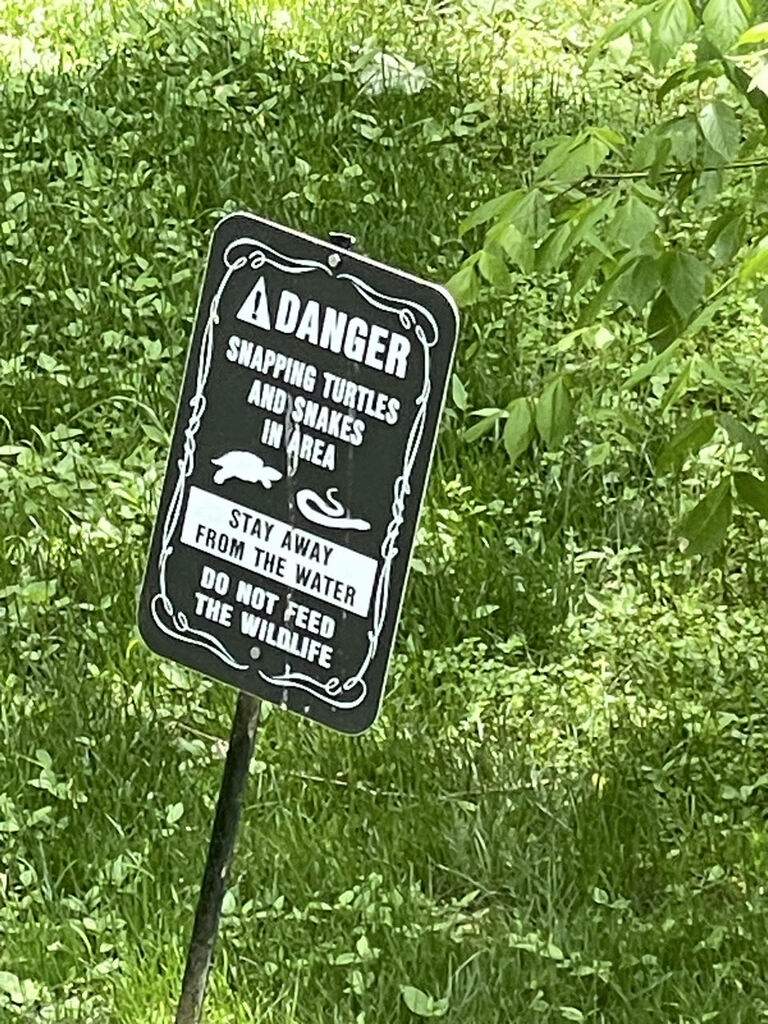 DANGER
SNAPPING TURTLES
AND SNAKES
IN AREA
STAY AWAY
FROM THE WATER
DO NOT FEED
THE WILDLIFE